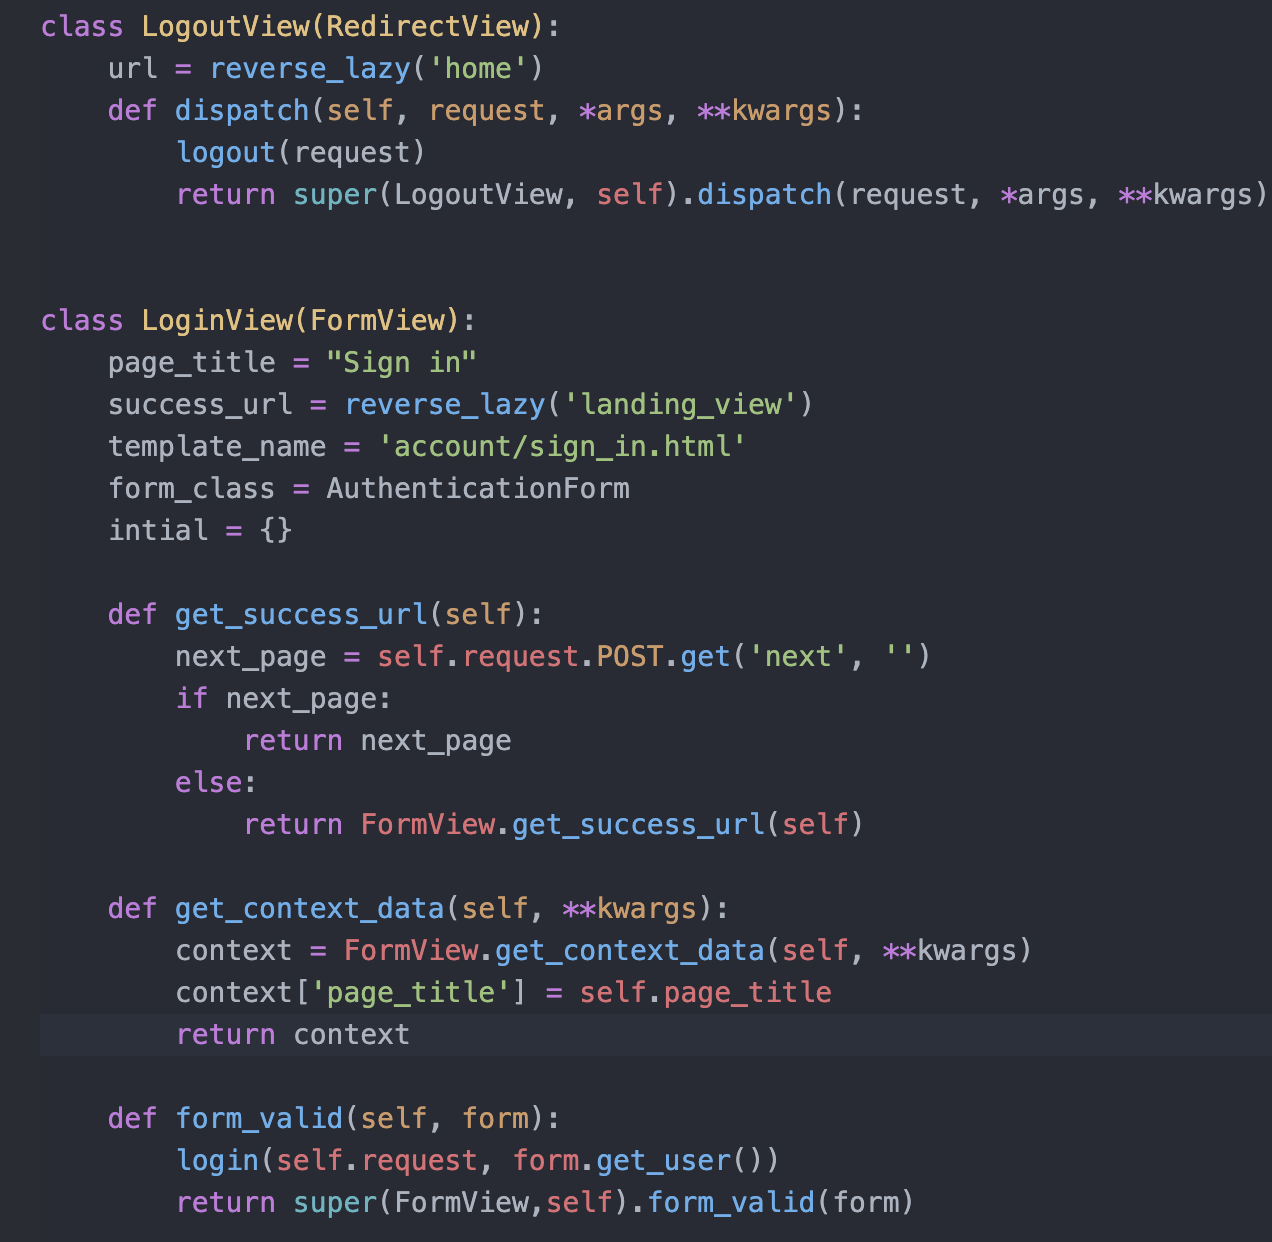 class LogoutView(RedirectView):
    url = reverse_lazy('home')
    def dispatch(self, request, *args, **kwargs):
        logout(request)
        return super(LogoutView, self).dispatch(request, *args, **kwargs)
class LoginView(FormView):
    page_title = "Sign in"
    success_url = reverse_lazy('landing_view')
    template_name = 'account/sign_in.html'
    form_class = AuthenticationForm
    intial = {}
    def get_success_url(self):
        next_page = self.request.POST.get('next', '')
        if next_page:
            return next_page
        else:
            return FormView.get_success_url(self)
    def get_context_data(self, **kwargs):
        context = FormView.get_context_data(self, **kwargs)
        context['page_title'] = self.page_title
        return context
    def form_valid(self, form):
        login(self.request, form.get_user())
        return super(FormView,self).form_valid(form)